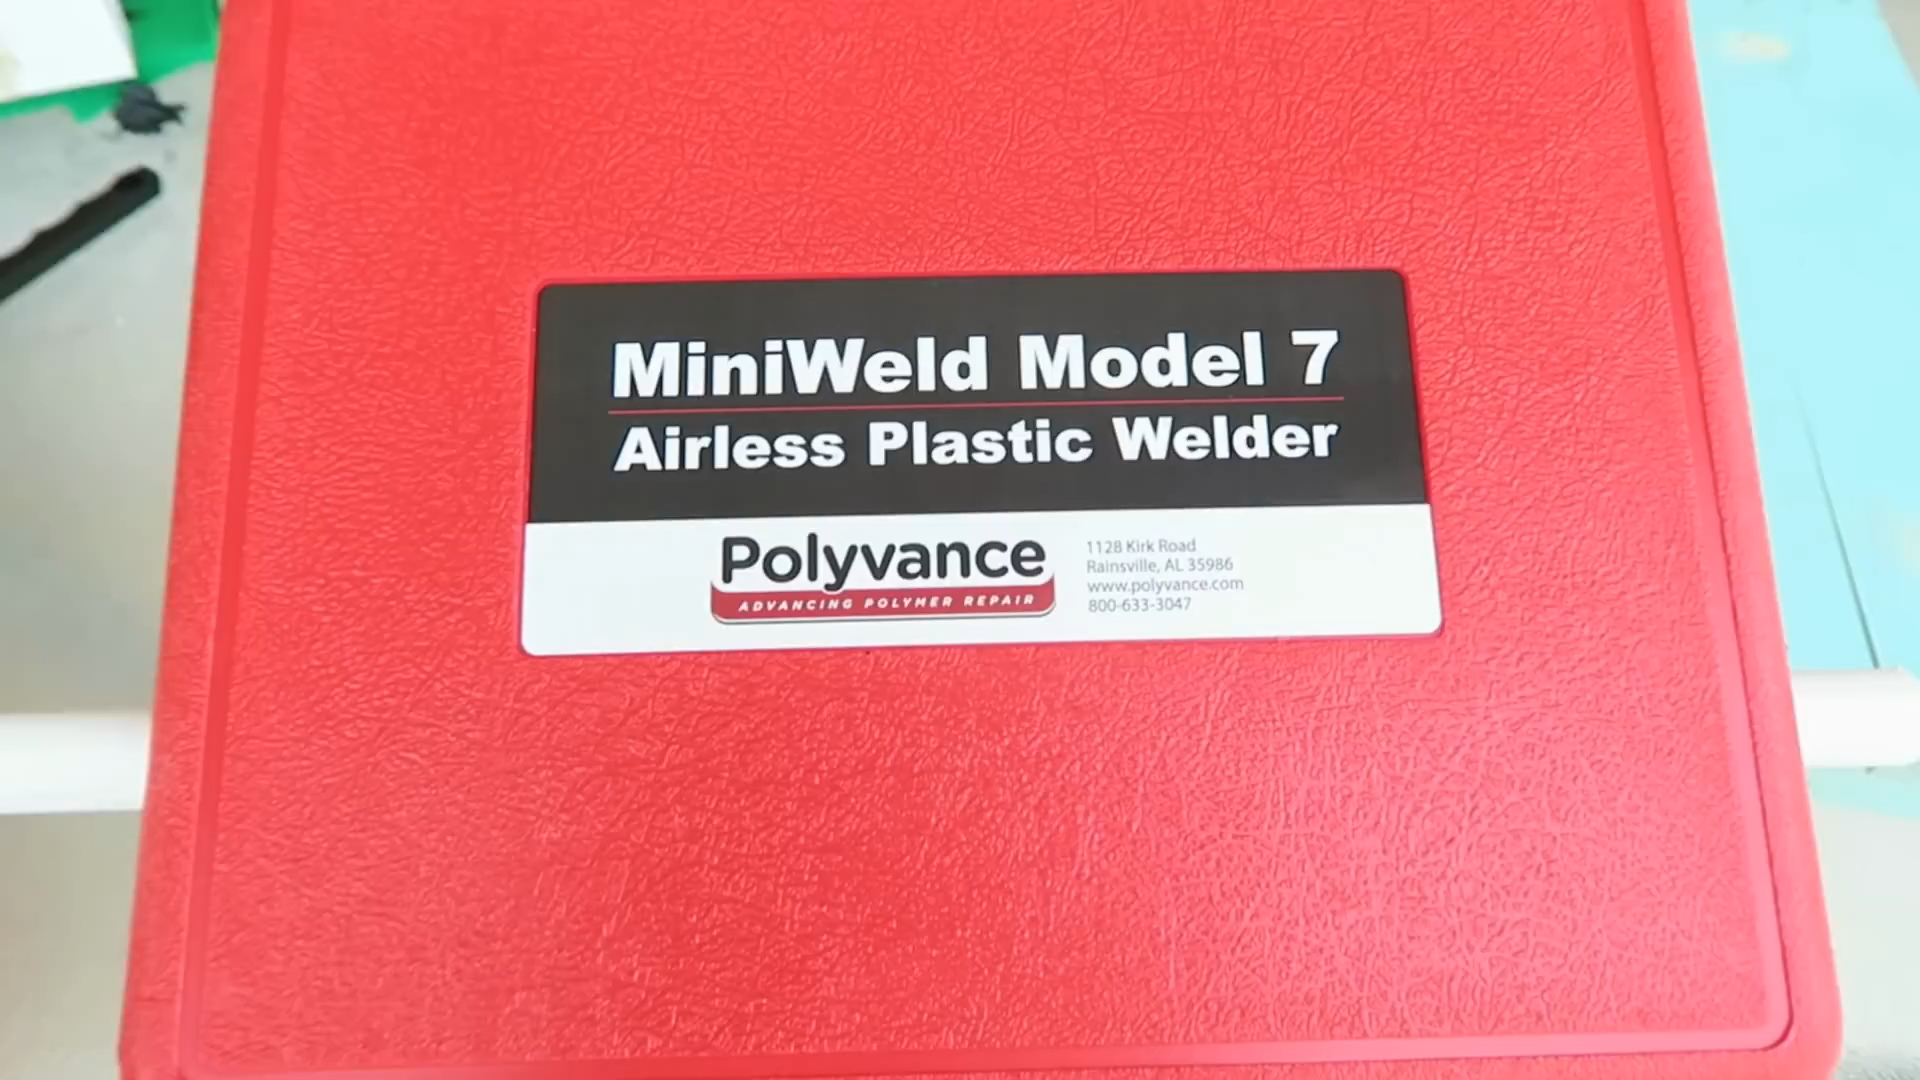 MiniWeld Model 7
Airless Plastic Welder
Polyvance
ADVANCING POLYMER REPAIR
1128 Kirk Road
Rainsville, AL 35986
www.polyvance.com
800-633-3047